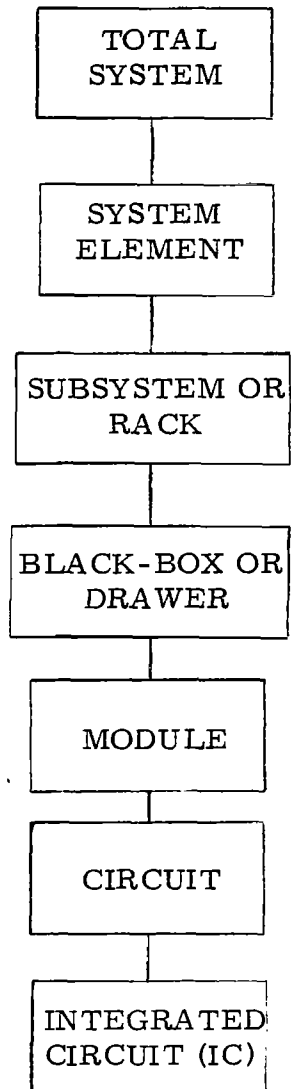 TOTAL
SYSTEM
SYSTEM
ELEMENT
SUBSYSTEM OR
RACK
BLACK-BOX OR
DRAWER
MODULE
CIRCUIT
INTEGRATED
CIRCUIT (IC)